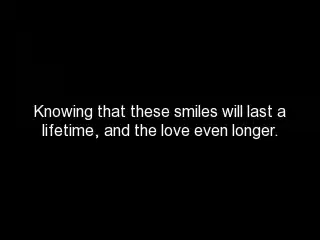 Knowing that these smiles will last a
lifetime, and the love even longer.